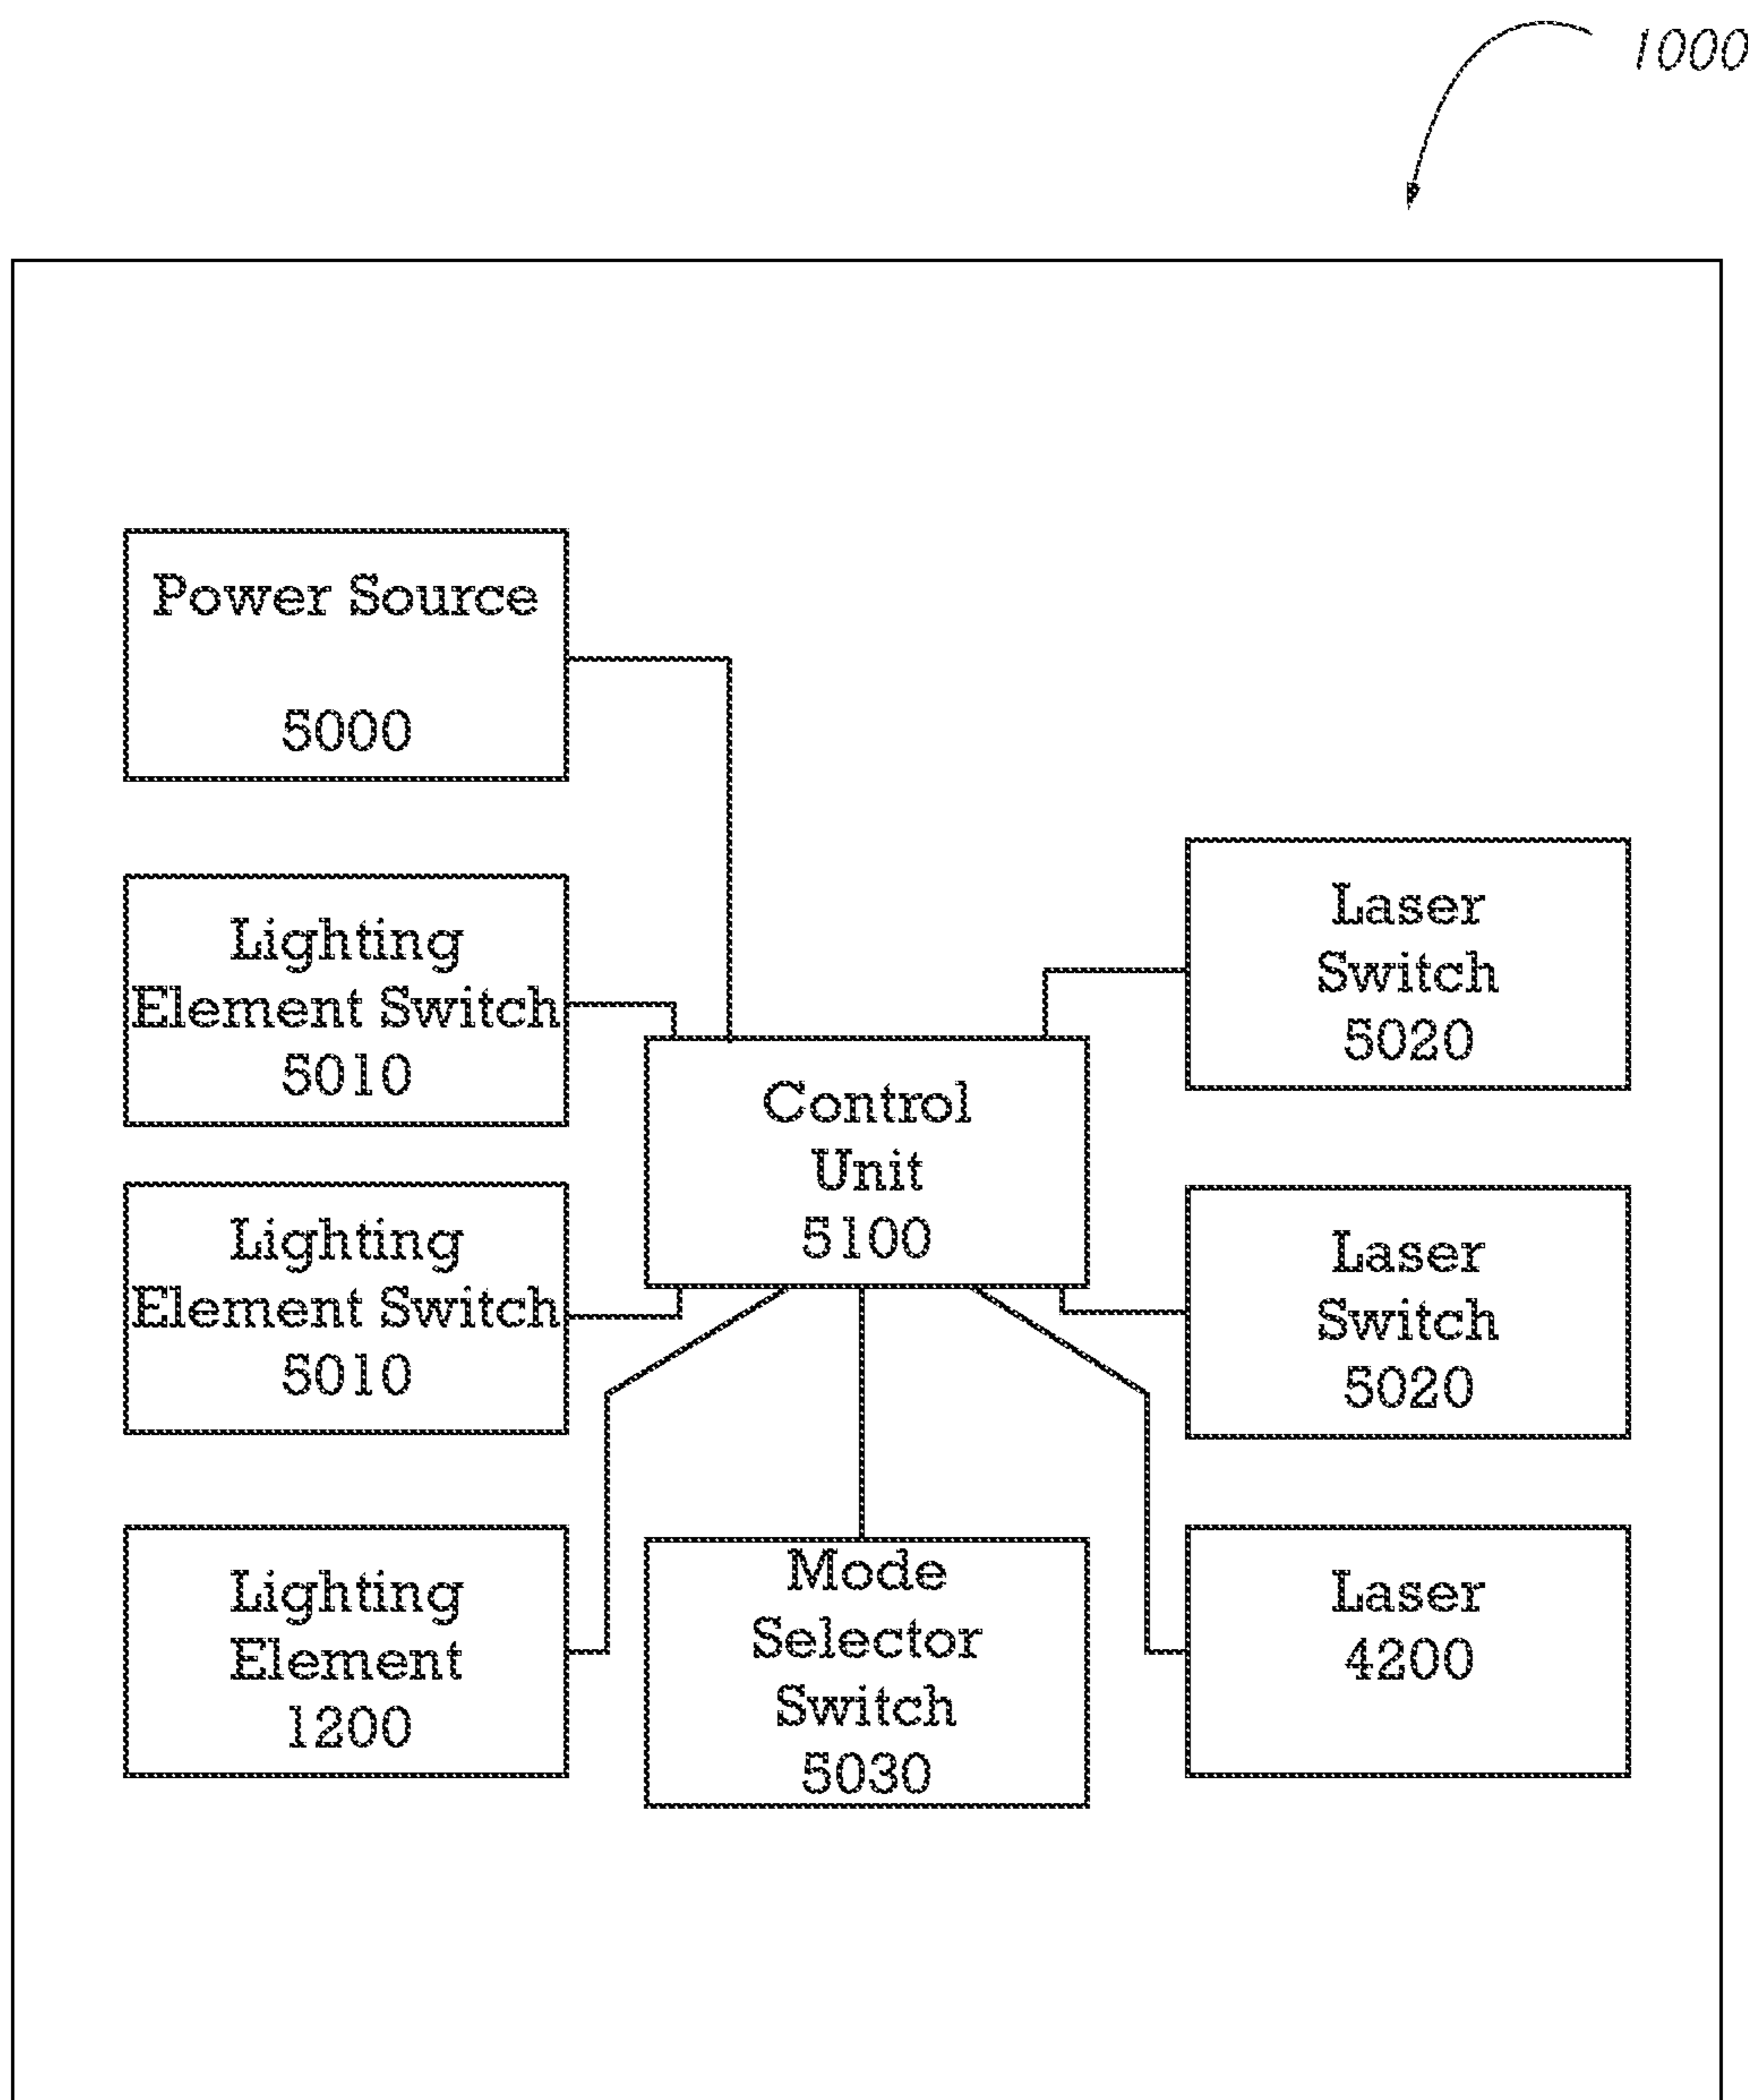 1000
Power Source
5000
Lighting
Element Switch
5010
Laser
Switch
5020
Control
Unit
5100
Lighting
Element Switch
5010
Laser
Switch
5020
Lighting
Element
1200
Mode
Selector
Switch
5030
Laser
4200